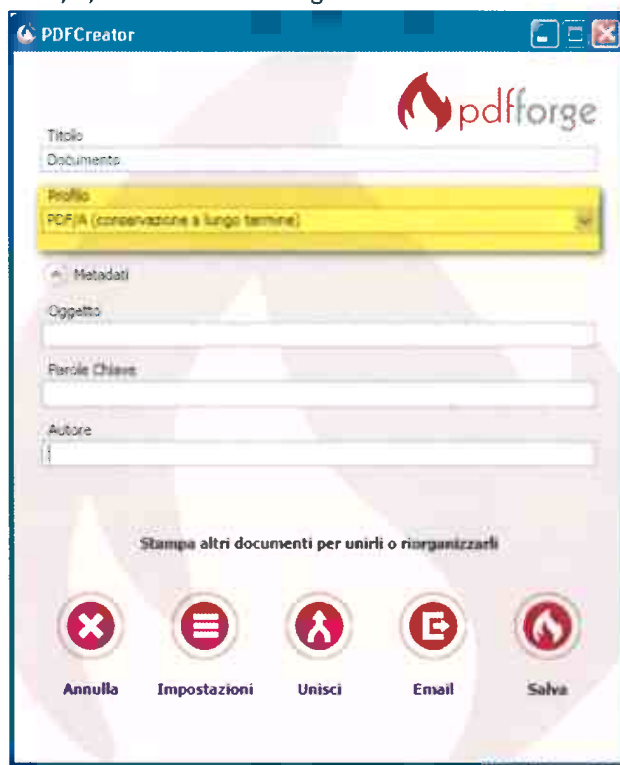 PDFCreator
pdfforge
Titolo
Documento
Profilo
PDF/A (conservazione a lungo termine)
Metadati
Oggetto
Parole Chiave
Autore
Stampa altri documenti per unirli o riorganizzarli
Annulla Impostazioni Unisci Email Salva